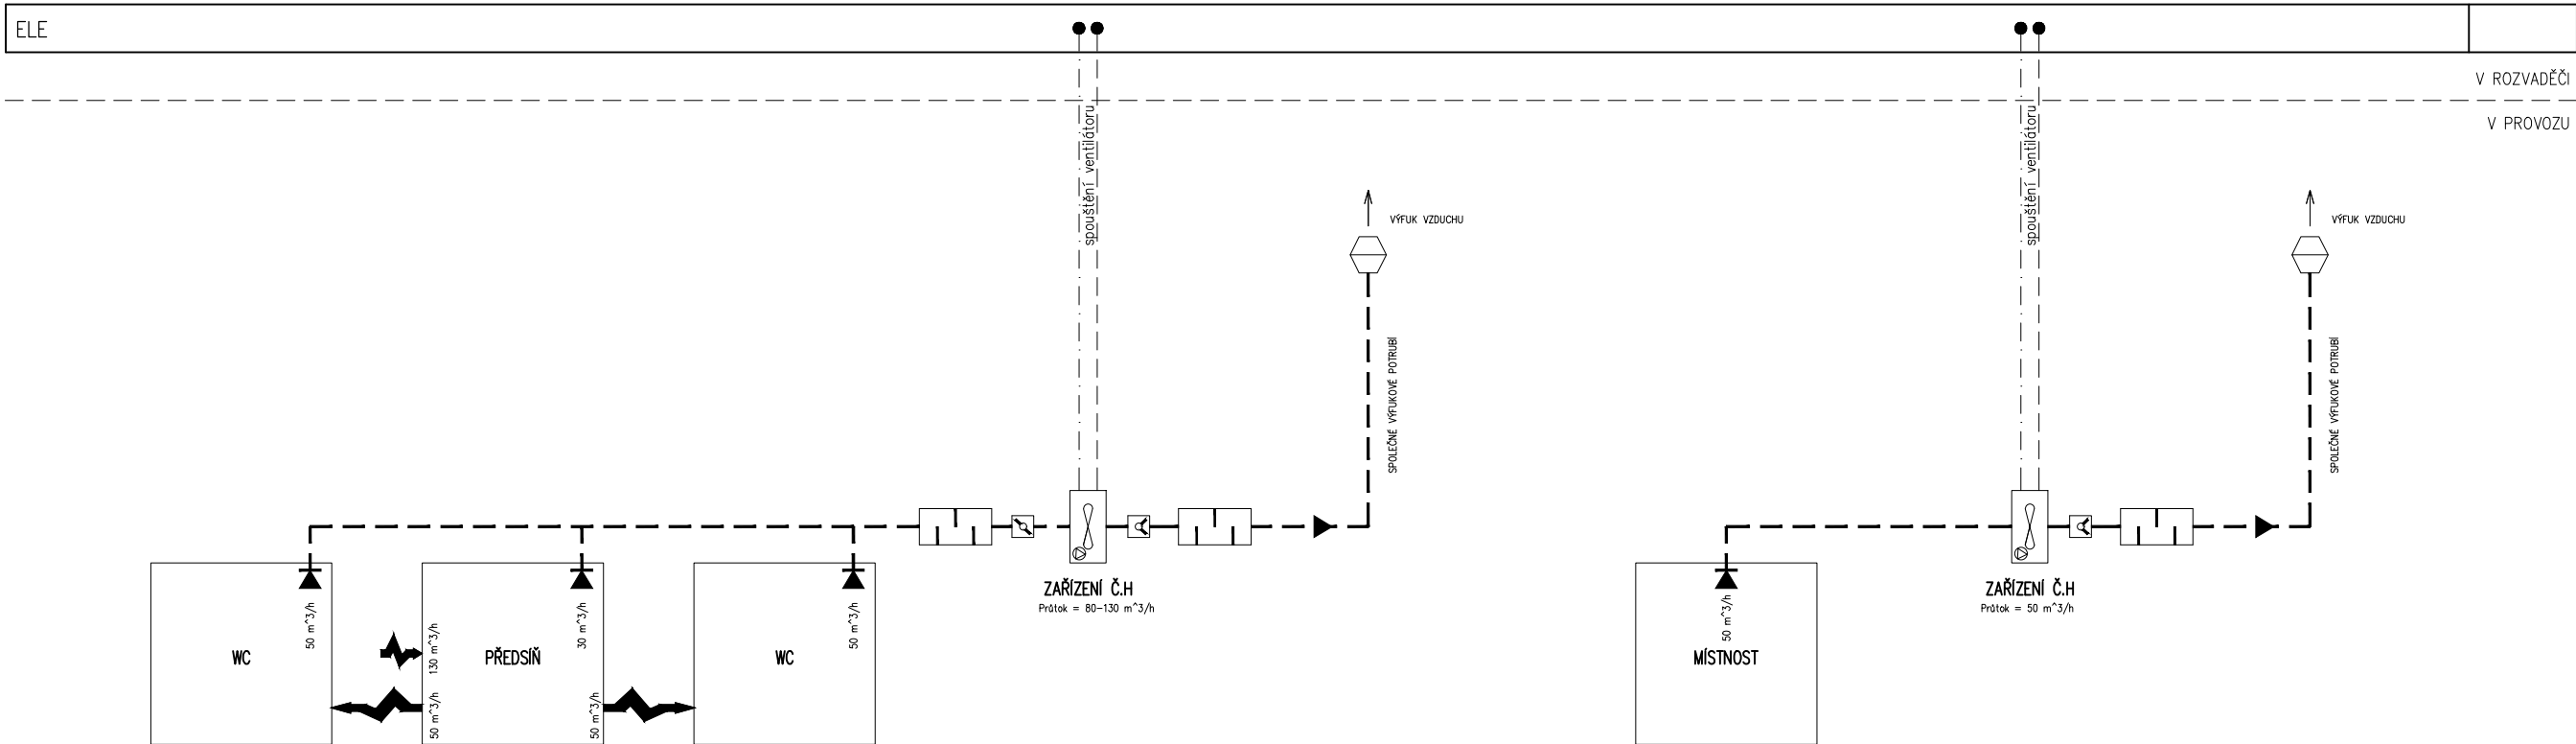 ELE
V ROZVADĚČI
V PROVOZU
spouštění ventilátoru
VÝFUK VZDUCHU
SPOLEČNÉ VÝFUKOVÉ POTRUBÍ
spouštění ventilátoru
VÝFUK VZDUCHU
SPOLEČNÉ VÝFUKOVÉ POTRUBÍ
ZAŘÍZENÍ Č.H
Průtok = 80-130 m^3/h
ZAŘÍZENÍ Č.H
Průtok = 50 m^3/h
50 m^3/h
WC
130 m^3/h
50 m^3/h
PŘEDSÍŇ
30 m^3/h
50 m^3/h
WC
50 m^3/h
50 m^3/h
MÍSTNOST